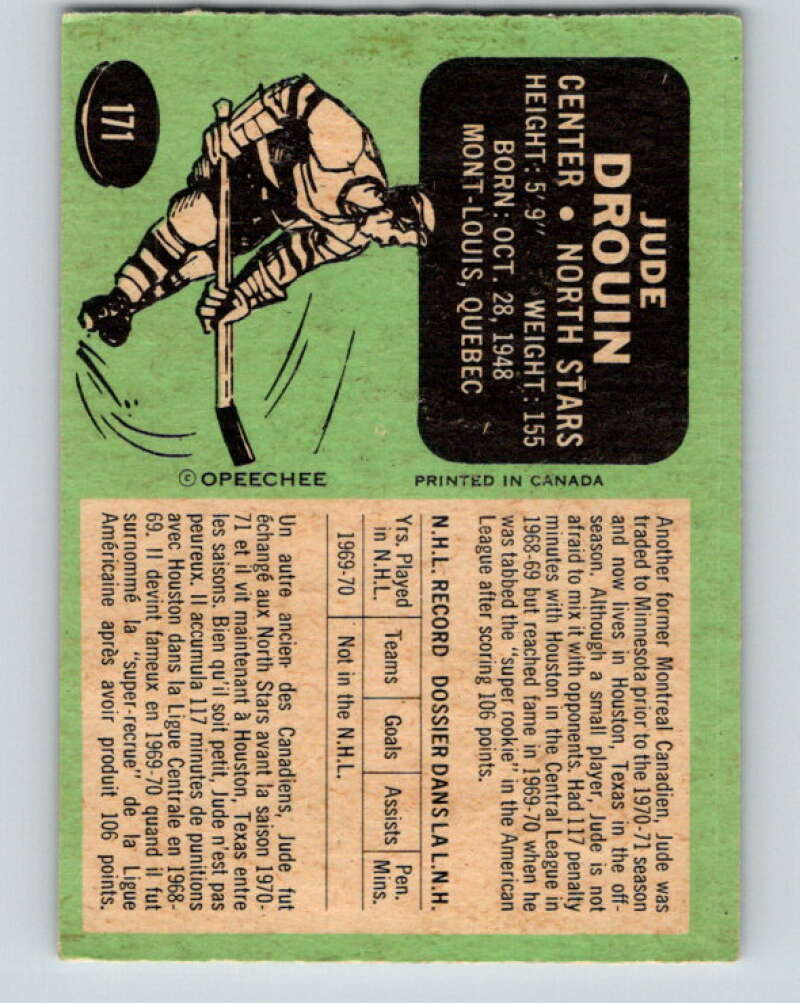 171
JUDE
DROUIN
CENTER • NORTH STARS
HEIGHT: 5'9" WEIGHT: 155
BORN: OCT. 28, 1948
MONT-LOUIS, QUEBEC
© OPEECHEE
PRINTED IN CANADA
Another former Montreal Canadien, Jude was
traded to Minnesota prior to the 1970-71 season
and now lives in Houston, Texas in the off-
season. Although a small player, Jude is not
afraid to mix it with opponents. Had 117 penalty
minutes with Houston in the Central League in
1968-69 but reached fame in 1969-70 when he
was tabbed the "super rookie" in the American
League after scoring 106 points.
N.H.L. RECORD DOSSIER DANS LA L.N.H.
Yrs. Played in N.H.L. Teams Goals Assists Pen. Mins.
1969-70 Not in the N.H.L.
Un autre ancien des Canadiens, Jude fut
échangé aux North Stars avant la saison 1970-
71 et il vit maintenant à Houston, Texas entre
les saisons. Bien qu'il soit petit, Jude n'est pas
peureux. Il accumula 117 minutes de punitions
avec Houston dans la Ligue Centrale en 1968-
69. Il devint fameux en 1969-70 quand il fut
surnommé la "super-recrue" de la Ligue
Américaine après avoir produit 106 points.